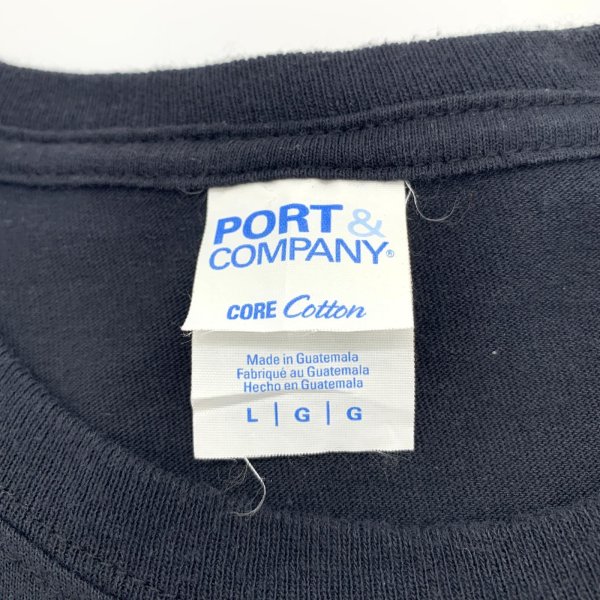 PORT &
COMPANY®
CORE Cotton
Made in Guatemala
Fabriqué au Guatemala
Hecho en Guatemala
L | G | G